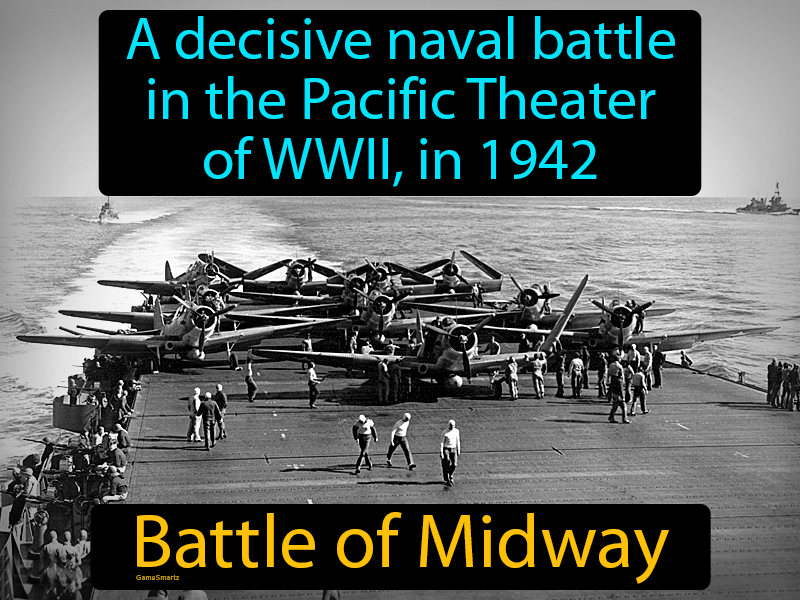 A decisive naval battle
in the Pacific Theater
of WWII, in 1942
Battle of Midway
GameSmartz